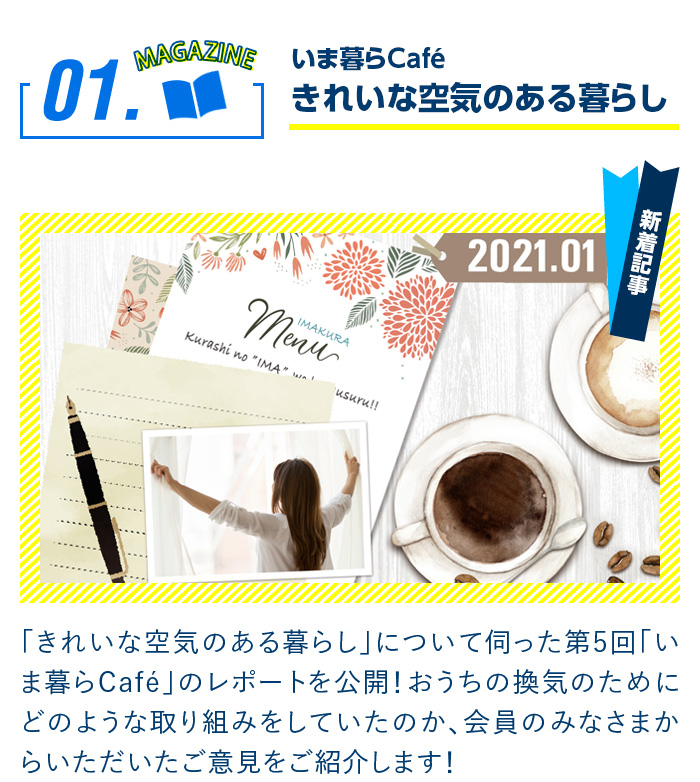 01.
MAGAZINE
いま暮らCafé
きれいな空気のある暮らし
新着記事
2021.01
IMAKURA
Menu
Kurashi no "IMA"
usuru!!
「きれいな空気のある暮らし」について伺った第5回「い
ま暮らCafé」のレポートを公開！おうちの換気のために
どのような取り組みをしていたのか、会員のみなさまか
らいただいたご意見をご紹介します！